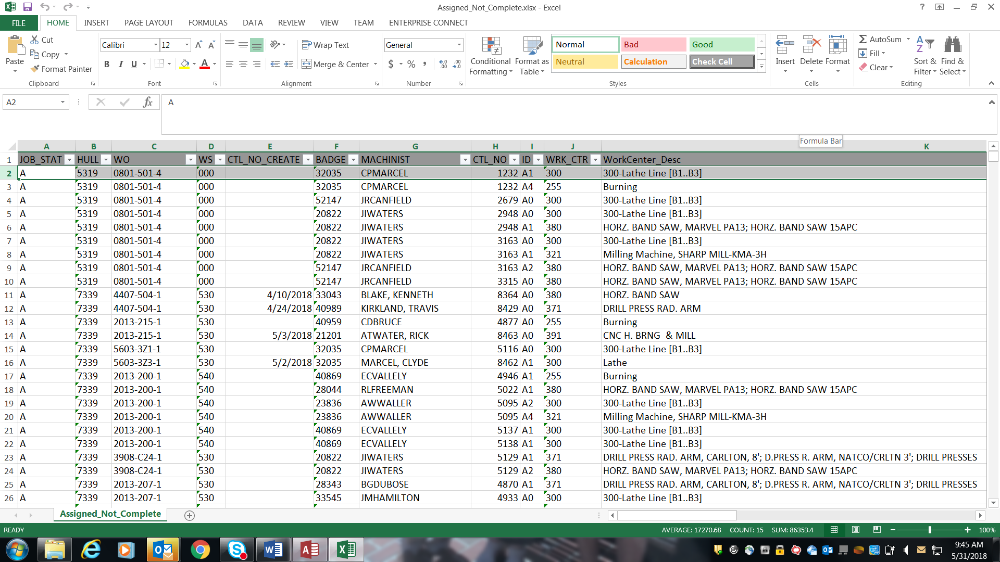 Assigned_Not_Complete.xlsx - Excel
FILE HOME INSERT PAGE LAYOUT FORMULAS DATA REVIEW VIEW TEAM ENTERPRISE CONNECT
Paste Cut Copy Format Painter Clipboard
Calibri 12 B I U A Font
Wrap Text Merge & Center Alignment
General $ % Number
Conditional Formatting Format as Table
Normal Bad Good
Neutral Calculation Check Cell
Styles
Insert Delete Format Cells
AutoSum Fill Clear Sort & Filter Find & Select Editing
A2 fx A
Formula Bar
A B C D E F G H I J K
1 JOB_STAT HULL WO WS CTL_NO_CREATE BADGE MACHINIST CTL_NO ID WRK_CTR WorkCenter_Desc
2 A 5319 0801-501-4 000 32035 CPMARCEL 1232 A1 300 300-Lathe Line [B1..B3]
3 A 5319 0801-501-4 000 32035 CPMARCEL 1232 A4 255 Burning
4 A 5319 0801-501-4 000 52147 JRCANFIELD 2679 A0 300 300-Lathe Line [B1..B3]
5 A 5319 0801-501-4 000 20822 JIWATERS 2948 A0 300 300-Lathe Line [B1..B3]
6 A 5319 0801-501-4 000 20822 JIWATERS 2948 A1 380 HORZ. BAND SAW, MARVEL PA13; HORZ. BAND SAW 15APC
7 A 5319 0801-501-4 000 20822 JIWATERS 3163 A0 300 300-Lathe Line [B1..B3]
8 A 5319 0801-501-4 000 20822 JIWATERS 3163 A1 321 Milling Machine, SHARP MILL-KMA-3H
9 A 5319 0801-501-4 000 52147 JRCANFIELD 3163 A2 380 HORZ. BAND SAW, MARVEL PA13; HORZ. BAND SAW 15APC
10 A 5319 0801-501-4 000 52147 JRCANFIELD 3315 A0 380 HORZ. BAND SAW, MARVEL PA13; HORZ. BAND SAW 15APC
11 A 7339 4407-504-1 530 4/10/2018 33043 BLAKE, KENNETH 8364 A0 380 HORZ. BAND SAW
12 A 7339 4407-504-1 530 4/24/2018 40989 KIRKLAND, TRAVIS 8429 A0 371 DRILL PRESS RAD. ARM
13 A 7339 2013-215-1 530 40959 CDBRUCE 4877 A0 255 Burning
14 A 7339 2013-215-1 530 5/3/2018 21201 ATWATER, RICK 8463 A0 391 CNC H. BRNG & MILL
15 A 7339 5603-3Z1-1 530 32035 CPMARCEL 5116 A0 300 300-Lathe Line [B1..B3]
16 A 7339 5603-3Z3-1 530 5/2/2018 32035 MARCEL, CLYDE 8462 A1 300 Lathe
17 A 7339 2013-200-1 540 40869 ECVALLELY 4946 A1 255 Burning
18 A 7339 2013-200-1 540 28044 RLFREEMAN 5022 A1 380 HORZ. BAND SAW, MARVEL PA13; HORZ. BAND SAW 15APC
19 A 7339 2013-200-1 540 23836 AWWALLER 5095 A2 300 300-Lathe Line [B1..B3]
20 A 7339 2013-200-1 540 23836 AWWALLER 5095 A4 321 Milling Machine, SHARP MILL-KMA-3H
21 A 7339 2013-200-1 540 40869 ECVALLELY 5137 A1 300 300-Lathe Line [B1..B3]
22 A 7339 2013-200-1 540 40869 ECVALLELY 5138 A1 300 300-Lathe Line [B1..B3]
23 A 7339 3908-C24-1 530 20822 JIWATERS 5129 A1 371 DRILL PRESS RAD. ARM, CARLTON, 8'; D.PRESS R. ARM, NATCO/CRLTN 3'; DRILL PRESSES
24 A 7339 3908-C24-1 530 20822 JIWATERS 5129 A2 380 HORZ. BAND SAW, MARVEL PA13; HORZ. BAND SAW 15APC
25 A 7339 2013-207-1 530 28343 BGDUBOSE 4870 A1 371 DRILL PRESS RAD. ARM, CARLTON, 8'; D.PRESS R. ARM, NATCO/CRLTN 3'; DRILL PRESSES
26 A 7339 2013-207-1 530 33545 JMHAMILTON 4933 A0 300 300-Lathe Line [B1..B3]
Assigned_Not_Complete
READY AVERAGE: 17270.68 COUNT: 15 SUM: 86353.4 100%
9:45 AM
5/31/2018